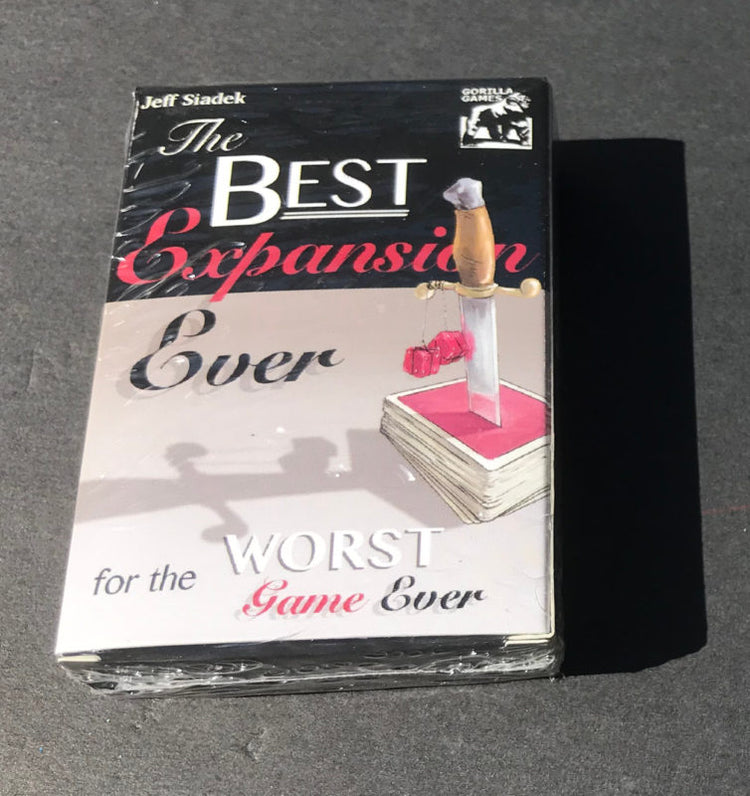 Jeff Siadek
GORILLA
GAMES
The
BEST
Expansion
Ever
for the WORST
Game Ever